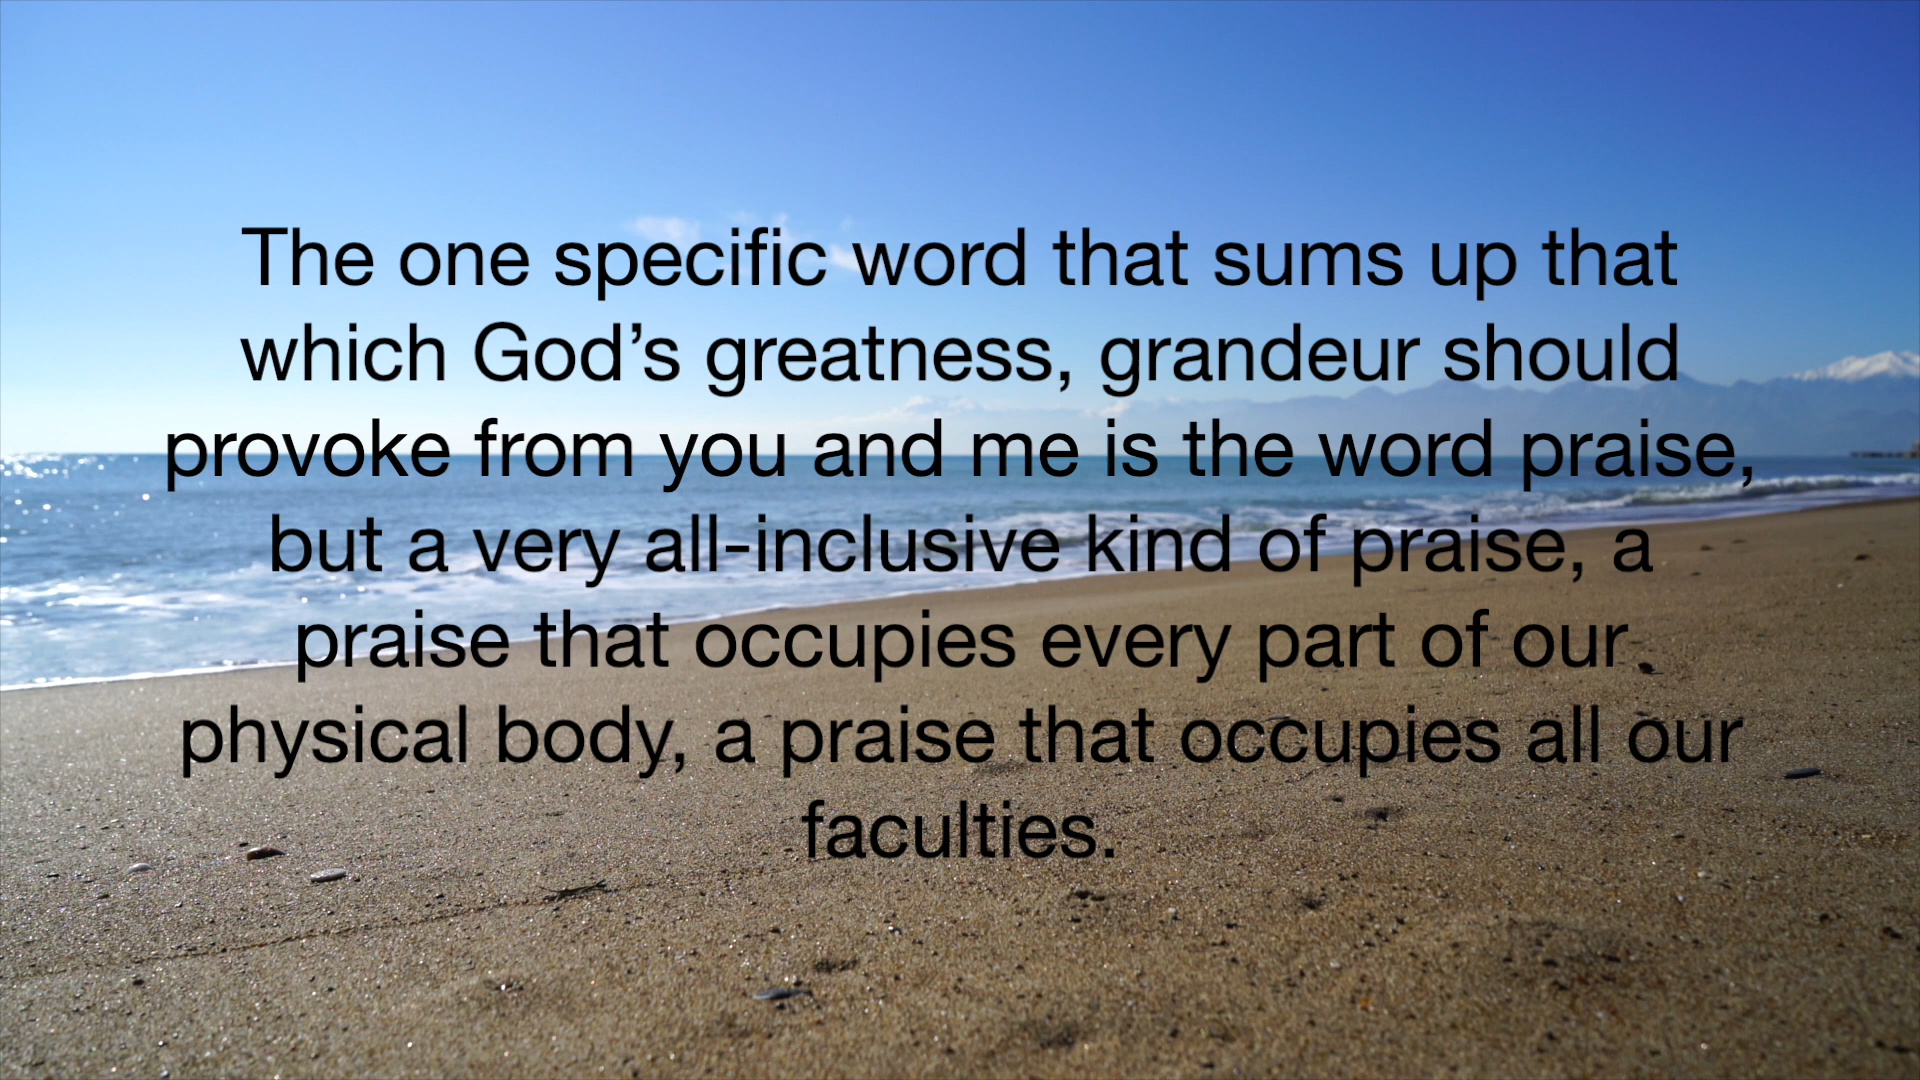 The one specific word that sums up that
which God’s greatness, grandeur should
provoke from you and me is the word praise,
but a very all-inclusive kind of praise, a
praise that occupies every part of our
physical body, a praise that occupies all our
faculties.